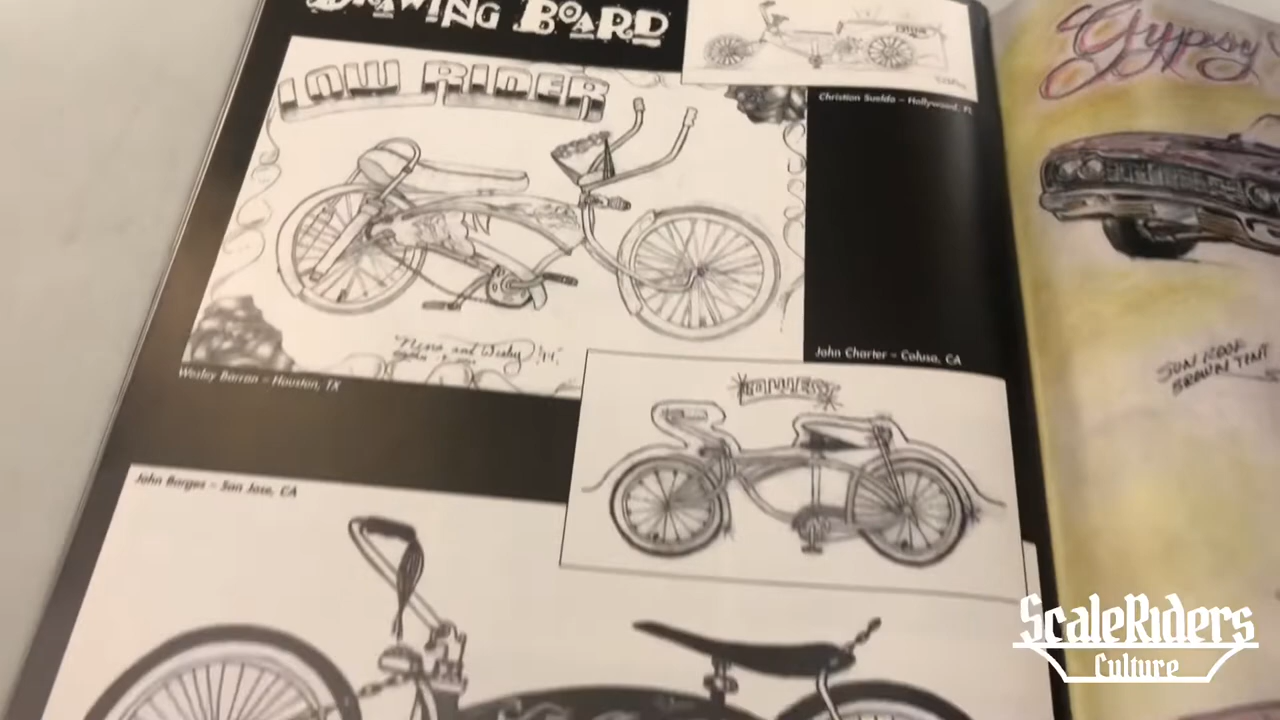 DRAWING BOARD
LOW RIDER
Christian Sueldo – Hollywood, FL
Gypsy
John Charter – Colusa, CA
Wesley Barron – Houston, TX
SUN ROOF
BROWN TINT
John Borges – San Jose, CA
ScaleRiders
Culture